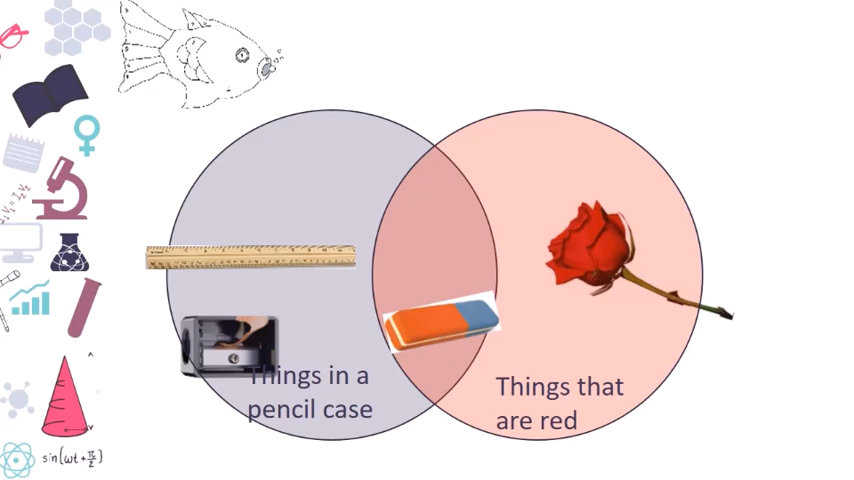 Things in a
pencil case
Things that
are red
sin(ωt+π/2)